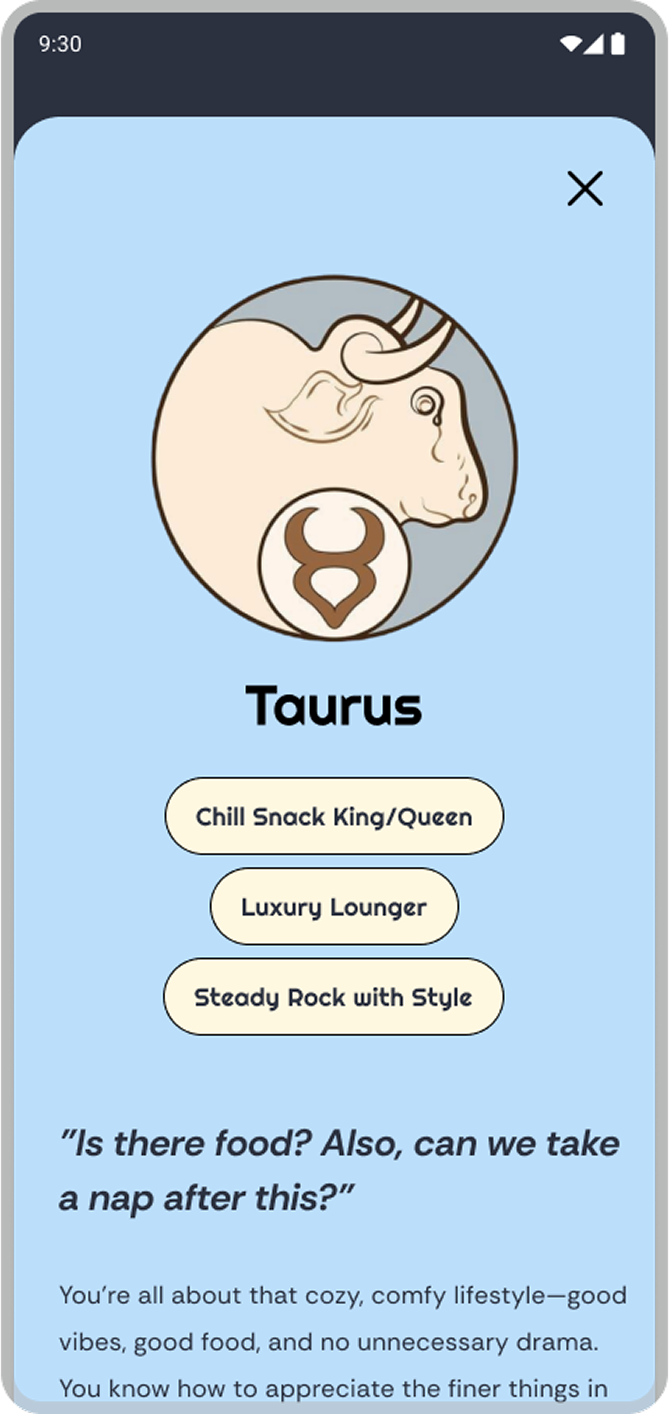 9:30
Taurus
Chill Snack King/Queen
Luxury Lounger
Steady Rock with Style
"Is there food? Also, can we take
a nap after this?"
You're all about that cozy, comfy lifestyle—good
vibes, good food, and no unnecessary drama.
You know how to appreciate the finer things in